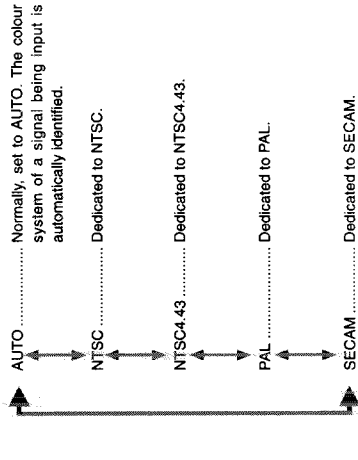 AUTO .................. Normally, set to AUTO. The colour
system of a signal being input is
automatically identified.
NTSC .................. Dedicated to NTSC.
NTSC4.43 ........... Dedicated to NTSC4.43.
PAL ..................... Dedicated to PAL.
SECAM ............... Dedicated to SECAM.